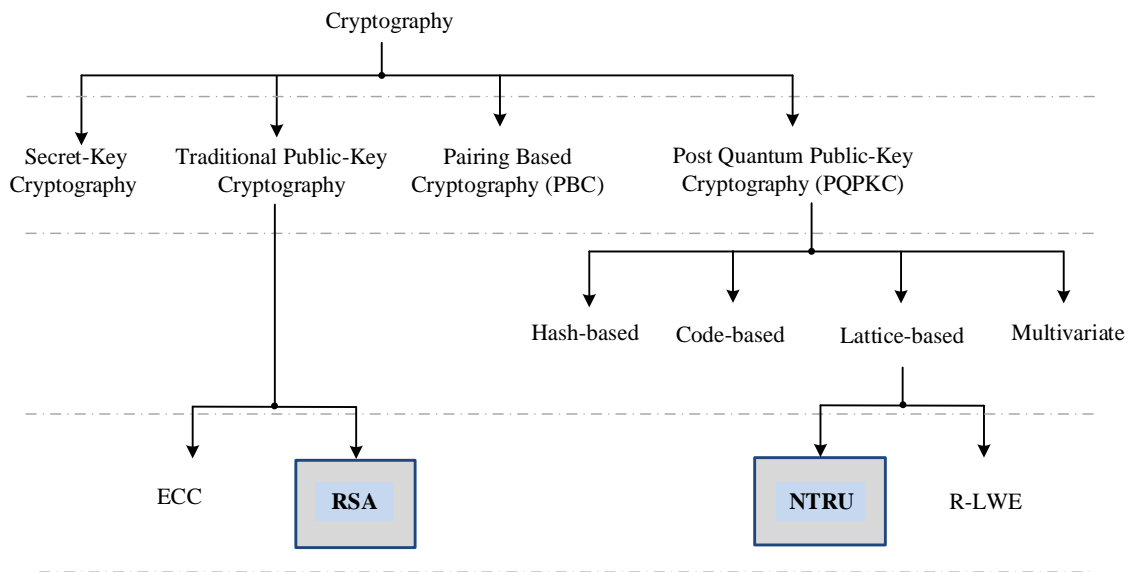 Cryptography
Secret-Key
Cryptography
Traditional Public-Key
Cryptography
Pairing Based
Cryptography (PBC)
Post Quantum Public-Key
Cryptography (PQPKC)
Hash-based
Code-based
Lattice-based
Multivariate
ECC
RSA
NTRU
R-LWE